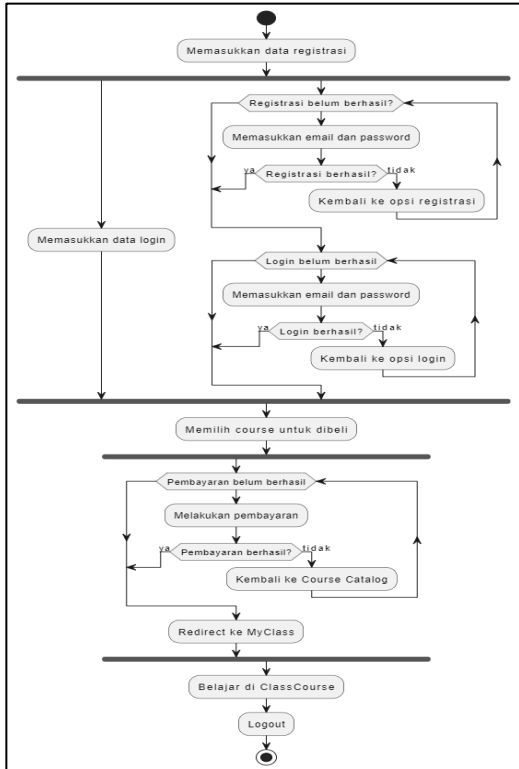 Memasukkan data registrasi
Registrasi belum berhasil?
Memasukkan email dan password
ya
Registrasi berhasil?
tidak
Kembali ke opsi registrasi
Memasukkan data login
Login belum berhasil
Memasukkan email dan password
ya
Login berhasil?
tidak
Kembali ke opsi login
Memilih course untuk dibeli
Pembayaran belum berhasil
Melakukan pembayaran
ya
Pembayaran berhasil?
tidak
Kembali ke Course Catalog
Redirect ke MyClass
Belajar di ClassCourse
Logout